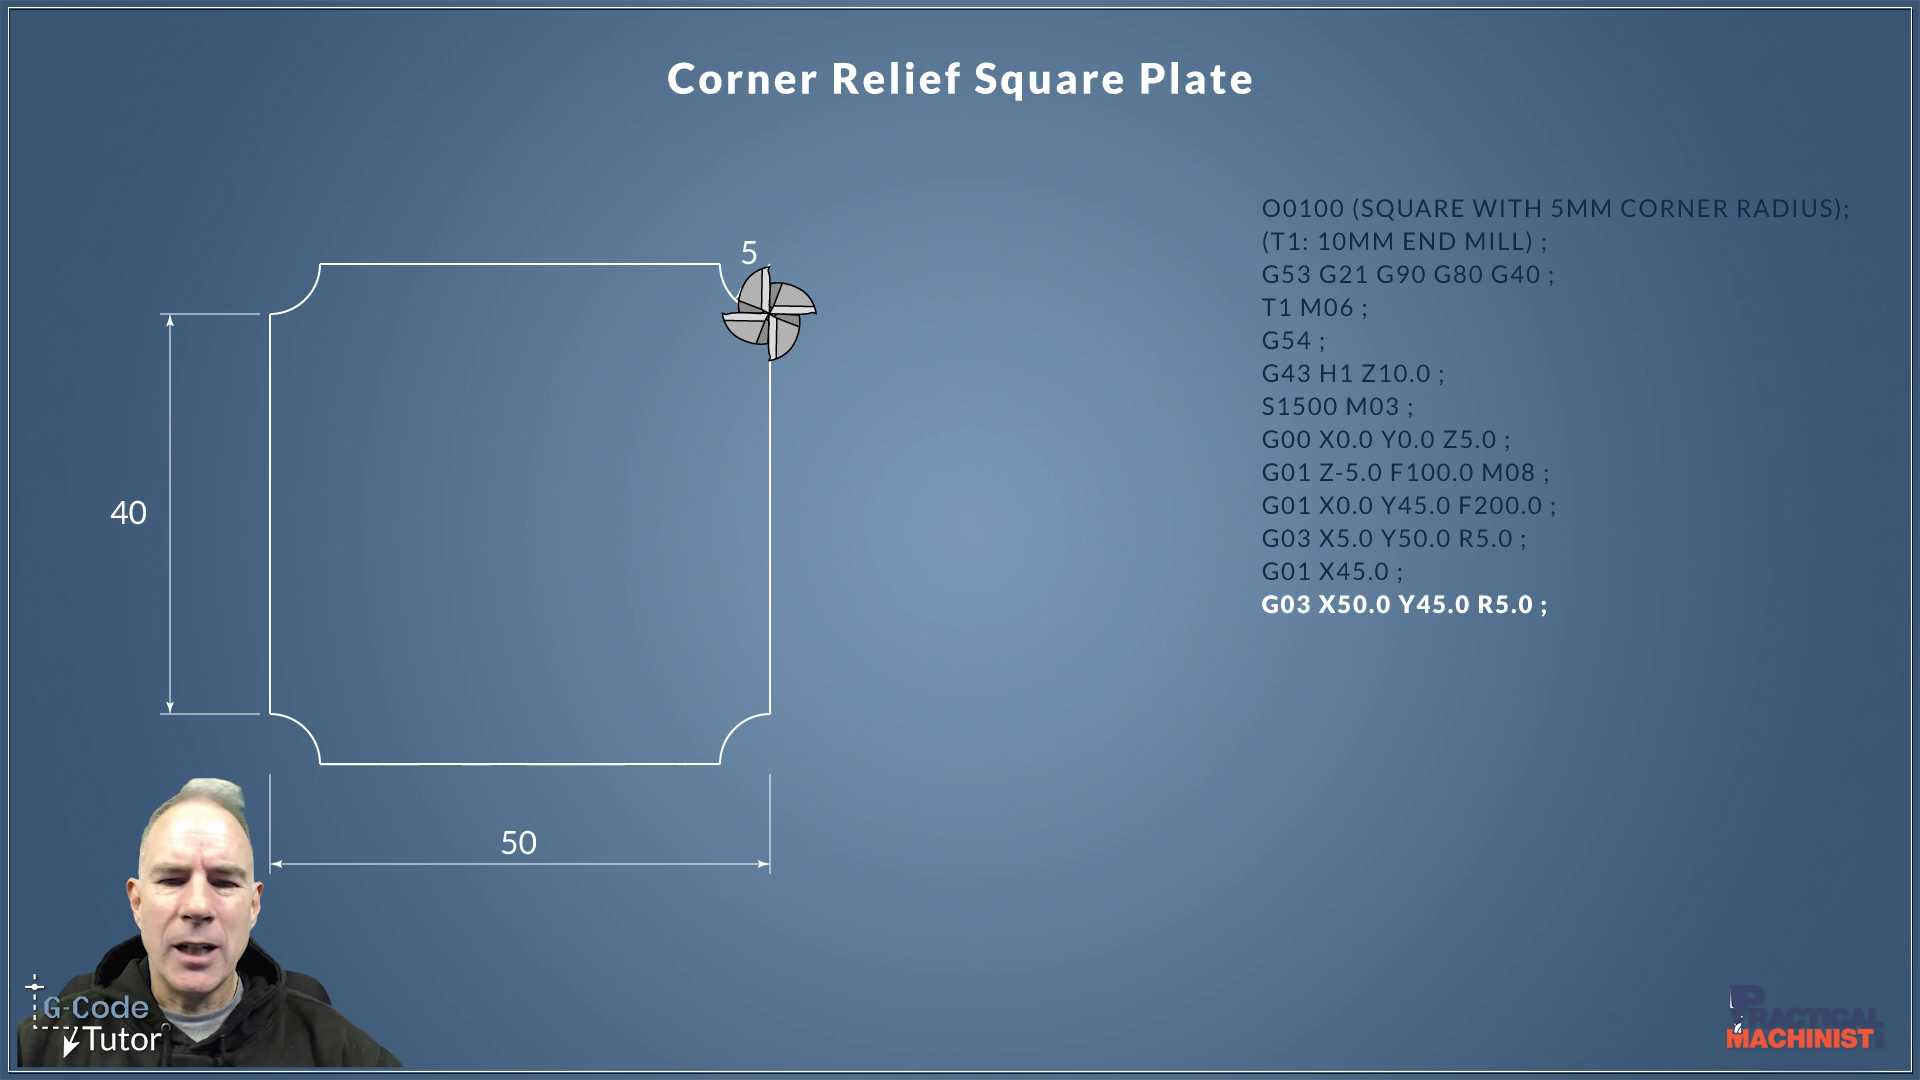 Corner Relief Square Plate
5
40
50
O0100 (SQUARE WITH 5MM CORNER RADIUS);
(T1: 10MM END MILL) ;
G53 G21 G90 G80 G40 ;
T1 M06 ;
G54 ;
G43 H1 Z10.0 ;
S1500 M03 ;
G00 X0.0 Y0.0 Z5.0 ;
G01 Z-5.0 F100.0 M08 ;
G01 X0.0 Y45.0 F200.0 ;
G03 X5.0 Y50.0 R5.0 ;
G01 X45.0 ;
G03 X50.0 Y45.0 R5.0 ;
G-Code
Tutor
PRACTICAL
MACHINIST